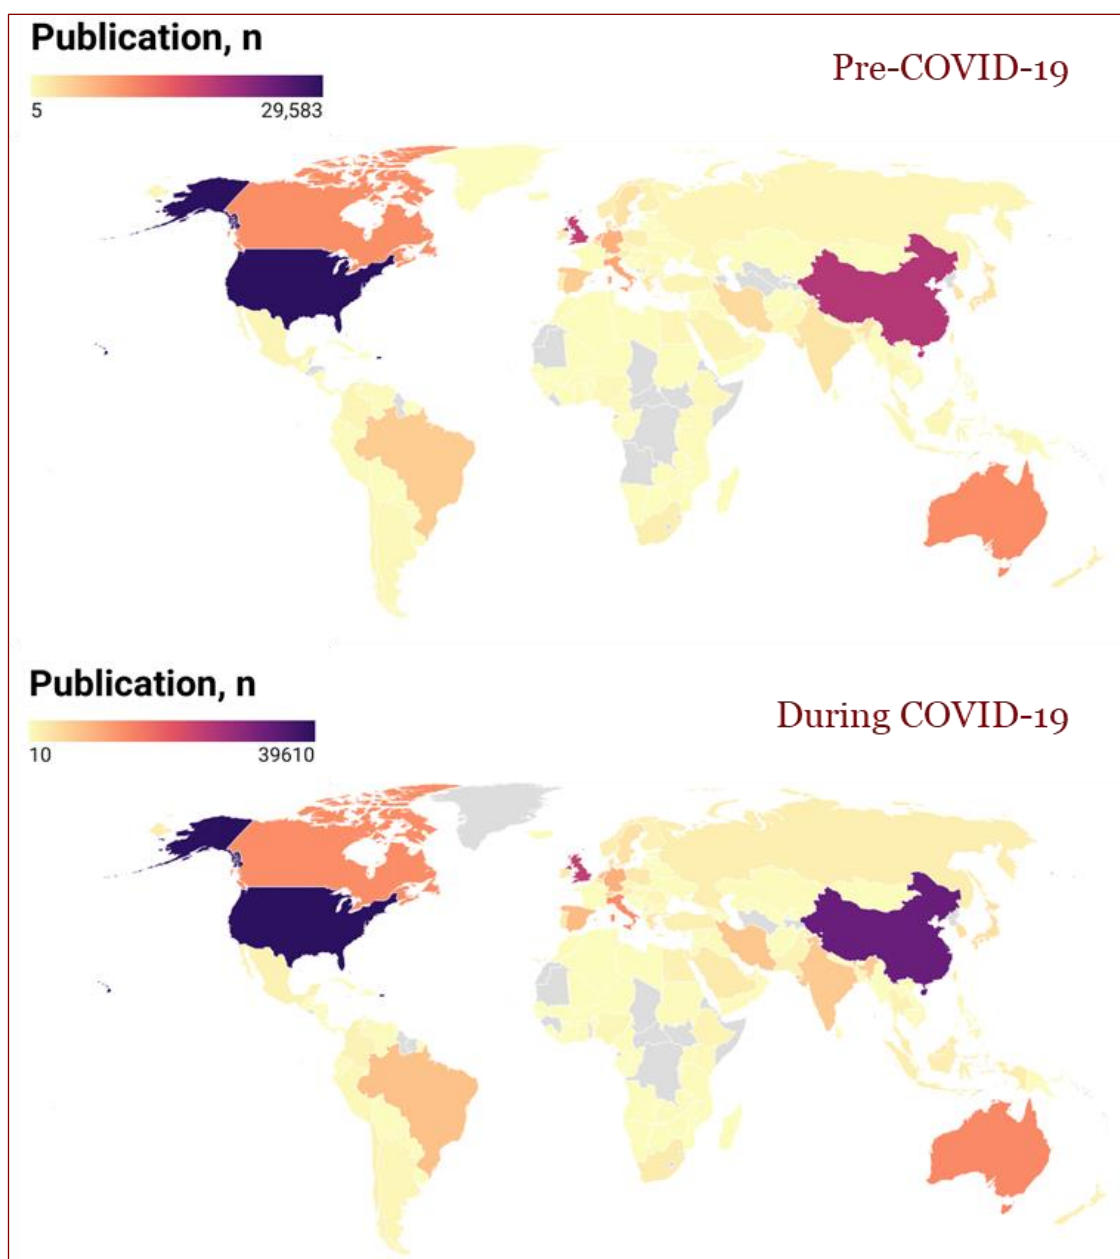 Publication, n
Pre-COVID-19
5 29,583
Publication, n
During COVID-19
10 39610